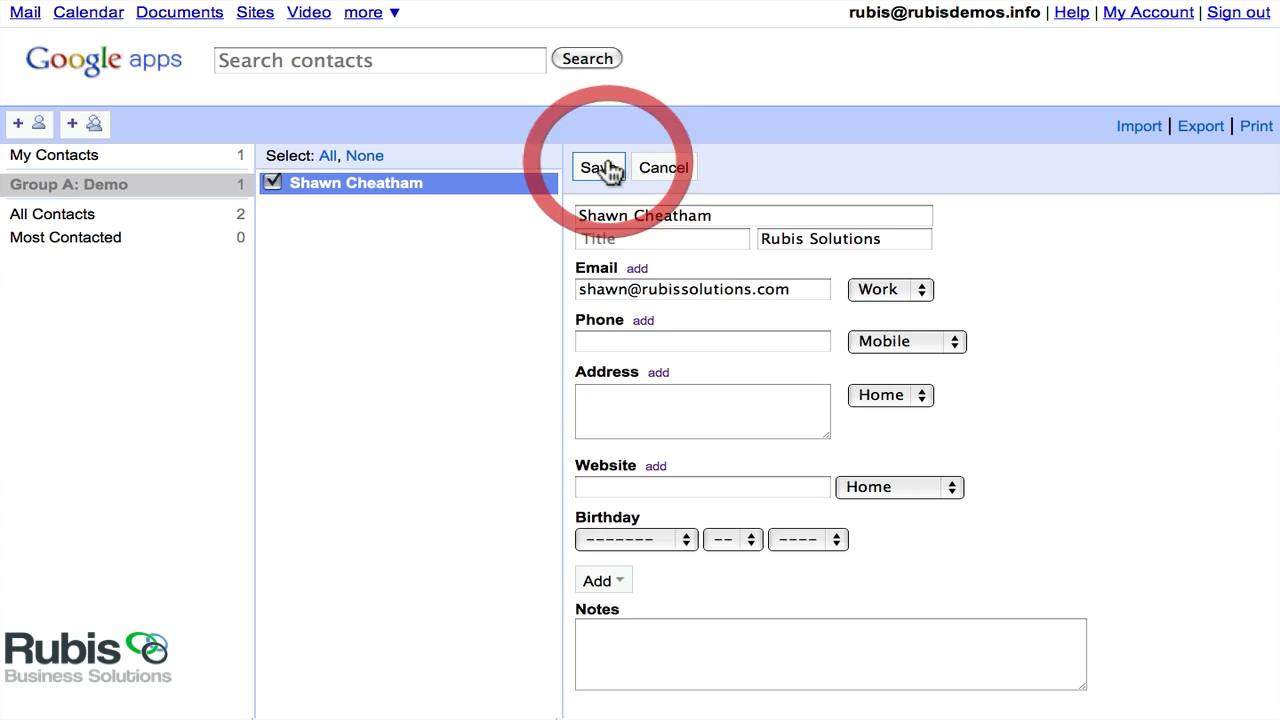 Mail Calendar Documents Sites Video more ▼
rubis@rubisdemos.info | Help | My Account | Sign out
Google apps
Search contacts
Search
+
+
Import | Export | Print
My Contacts 1
Group A: Demo 1
All Contacts 2
Most Contacted 0
Select: All, None
Shawn Cheatham
Cancel
Shawn Cheatham
Title
Rubis Solutions
Email add
shawn@rubissolutions.com
Work
Phone add
Mobile
Address add
Home
Website add
Home
Birthday
------- -- ----
Add
Notes
Rubis
Business Solutions